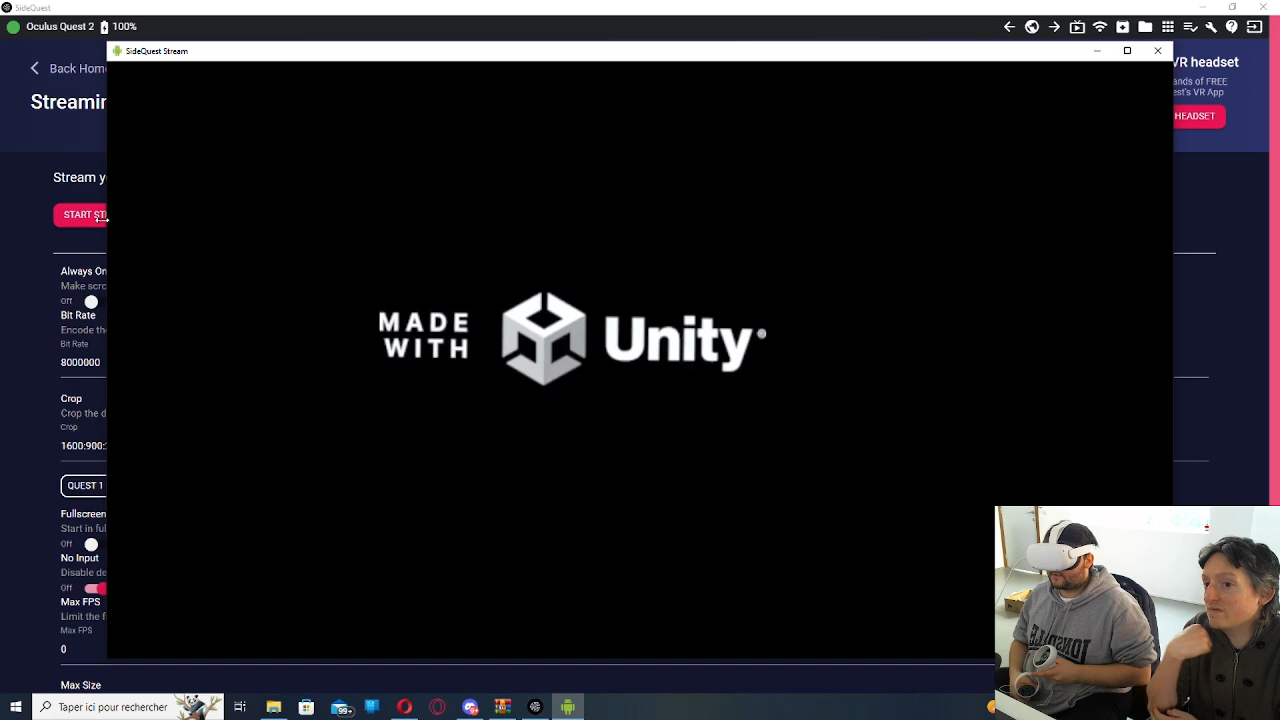 SideQuest
Oculus Quest 2 100%
SideQuest Stream
Back Hom
VR headset
Streamin
ands of FREE
est's VR App
HEADSET
Stream y
START ST
Always On
Make scr
Off
Bit Rate
Encode th
Bit Rate
8000000
MADE
WITH
Unity
Crop
Crop the d
Crop
1600:900:
QUEST 1
Fullscreen
Start in ful
Off
No Input
Disable de
Off
Max FPS
Limit the f
Max FPS
0
Max Size
Taper ici pour rechercher
99+